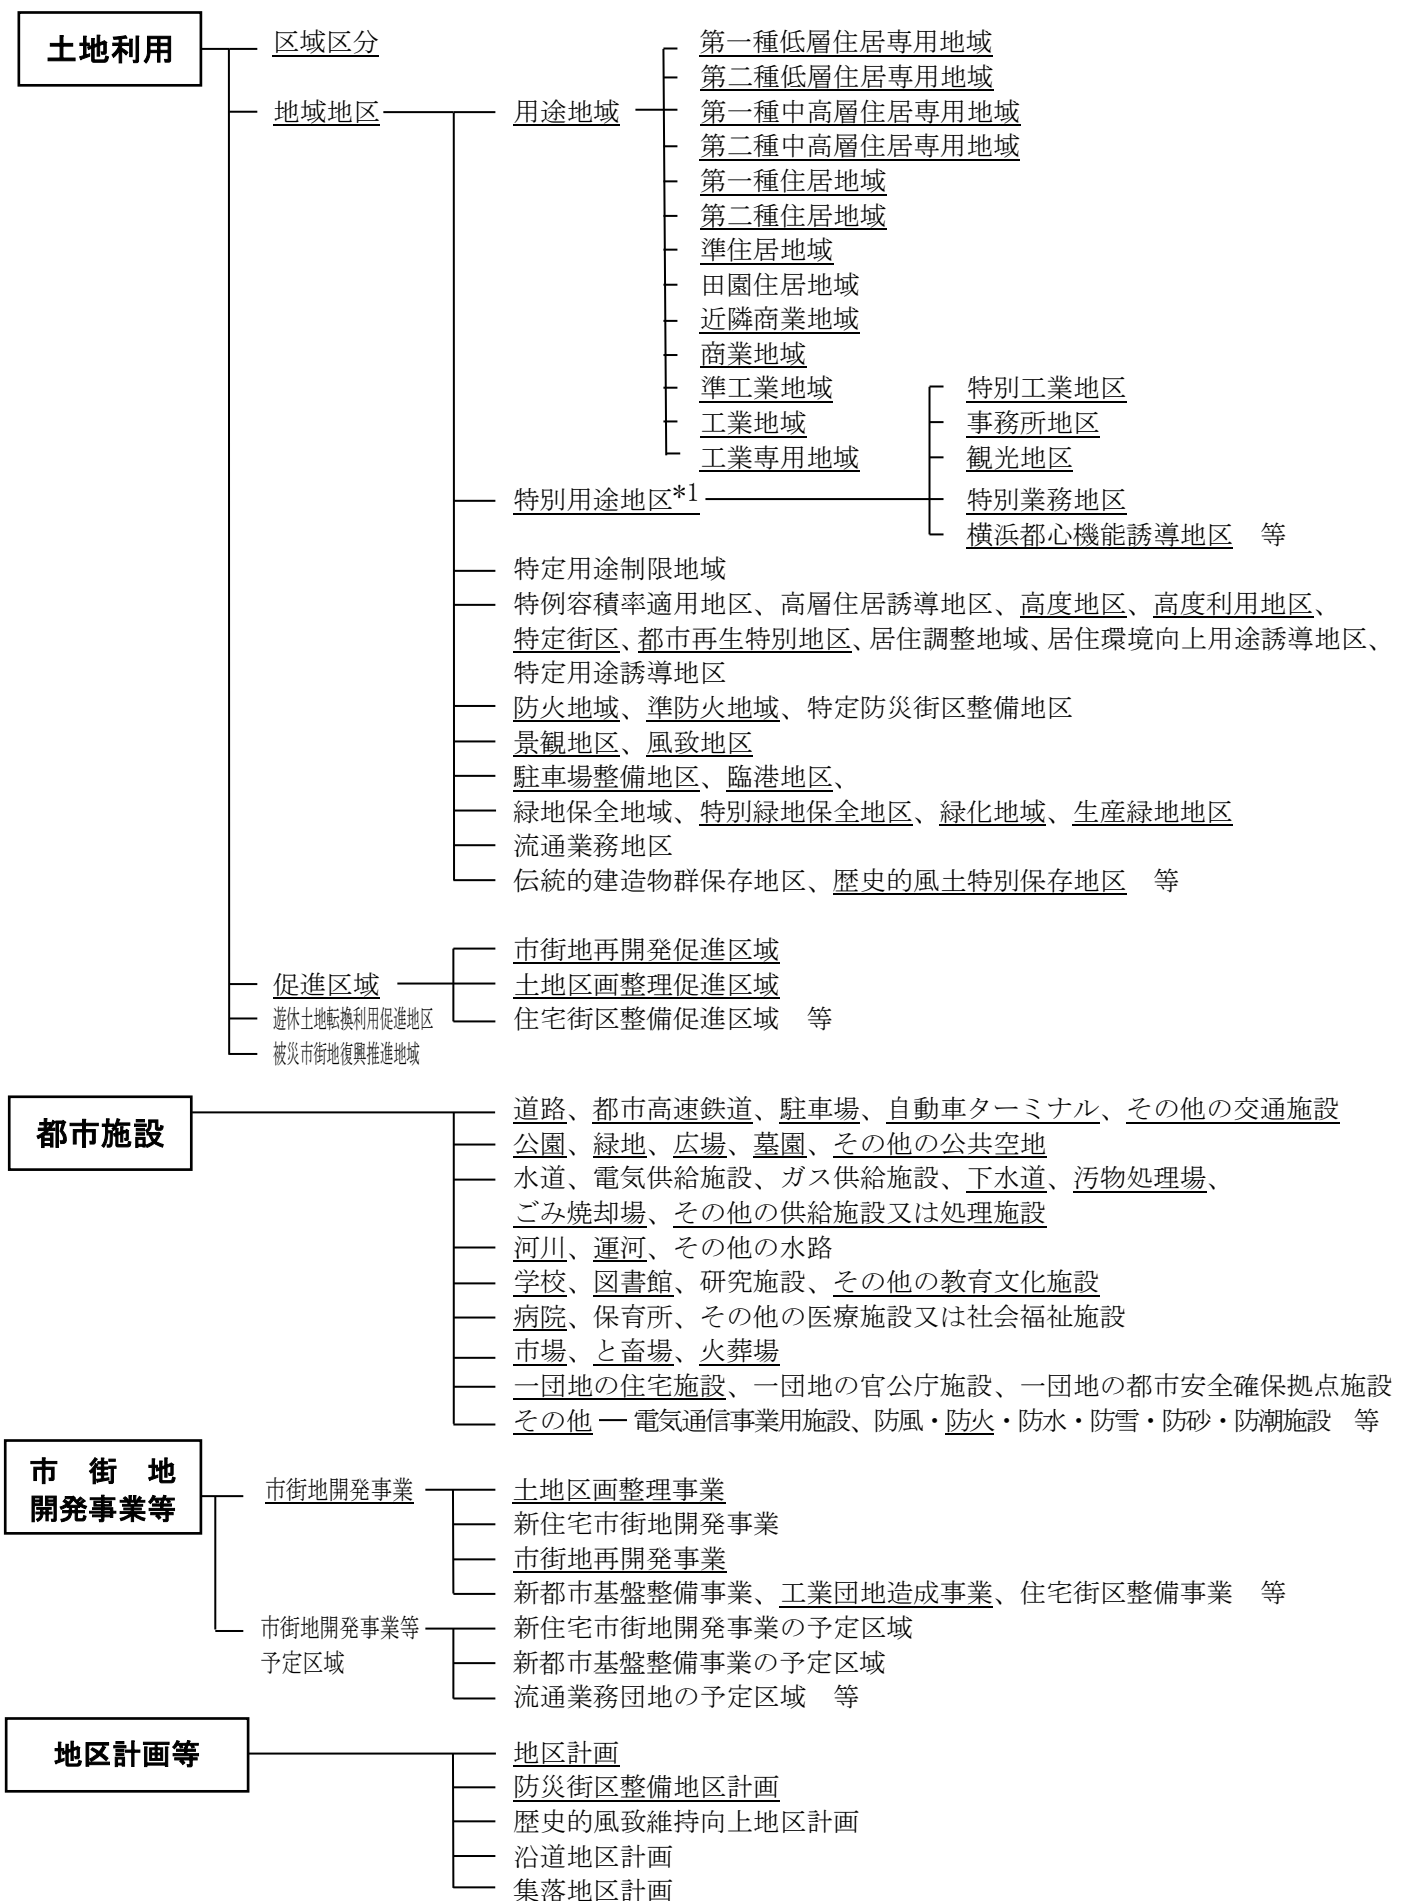 土地利用
区域区分
地域地区
用途地域
第一種低層住居専用地域
第二種低層住居専用地域
第一種中高層住居専用地域
第二種中高層住居専用地域
第一種住居地域
第二種住居地域
準住居地域
田園住居地域
近隣商業地域
商業地域
準工業地域
工業地域
工業専用地域
特別用途地区*1
特別工業地区
事務所地区
観光地区
特別業務地区
横浜都心機能誘導地区　等
特定用途制限地域
特例容積率適用地区、高層住居誘導地区、高度地区、高度利用地区、
特定街区、都市再生特別地区、居住調整地域、居住環境向上用途誘導地区、
特定用途誘導地区
防火地域、準防火地域、特定防災街区整備地区
景観地区、風致地区
駐車場整備地区、臨港地区、
緑地保全地域、特別緑地保全地区、緑化地域、生産緑地地区
流通業務地区
伝統的建造物群保存地区、歴史的風土特別保存地区　等
促進区域
市街地再開発促進区域
土地区画整理促進区域
住宅街区整備促進区域　等
遊休土地転換利用促進地区
被災市街地復興推進地域
都市施設
道路、都市高速鉄道、駐車場、自動車ターミナル、その他の交通施設
公園、緑地、広場、墓園、その他の公共空地
水道、電気供給施設、ガス供給施設、下水道、汚物処理場、
ごみ焼却場、その他の供給施設又は処理施設
河川、運河、その他の水路
学校、図書館、研究施設、その他の教育文化施設
病院、保育所、その他の医療施設又は社会福祉施設
市場、と畜場、火葬場
一団地の住宅施設、一団地の官公庁施設、一団地の都市安全確保拠点施設
その他 ― 電気通信事業用施設、防風・防火・防水・防雪・防砂・防潮施設　等
市　街　地
開発事業等
市街地開発事業
土地区画整理事業
新住宅市街地開発事業
市街地再開発事業
新都市基盤整備事業、工業団地造成事業、住宅街区整備事業　等
市街地開発事業等
予定区域
新住宅市街地開発事業の予定区域
新都市基盤整備事業の予定区域
流通業務団地の予定区域　等
地区計画等
地区計画
防災街区整備地区計画
歴史的風致維持向上地区計画
沿道地区計画
集落地区計画